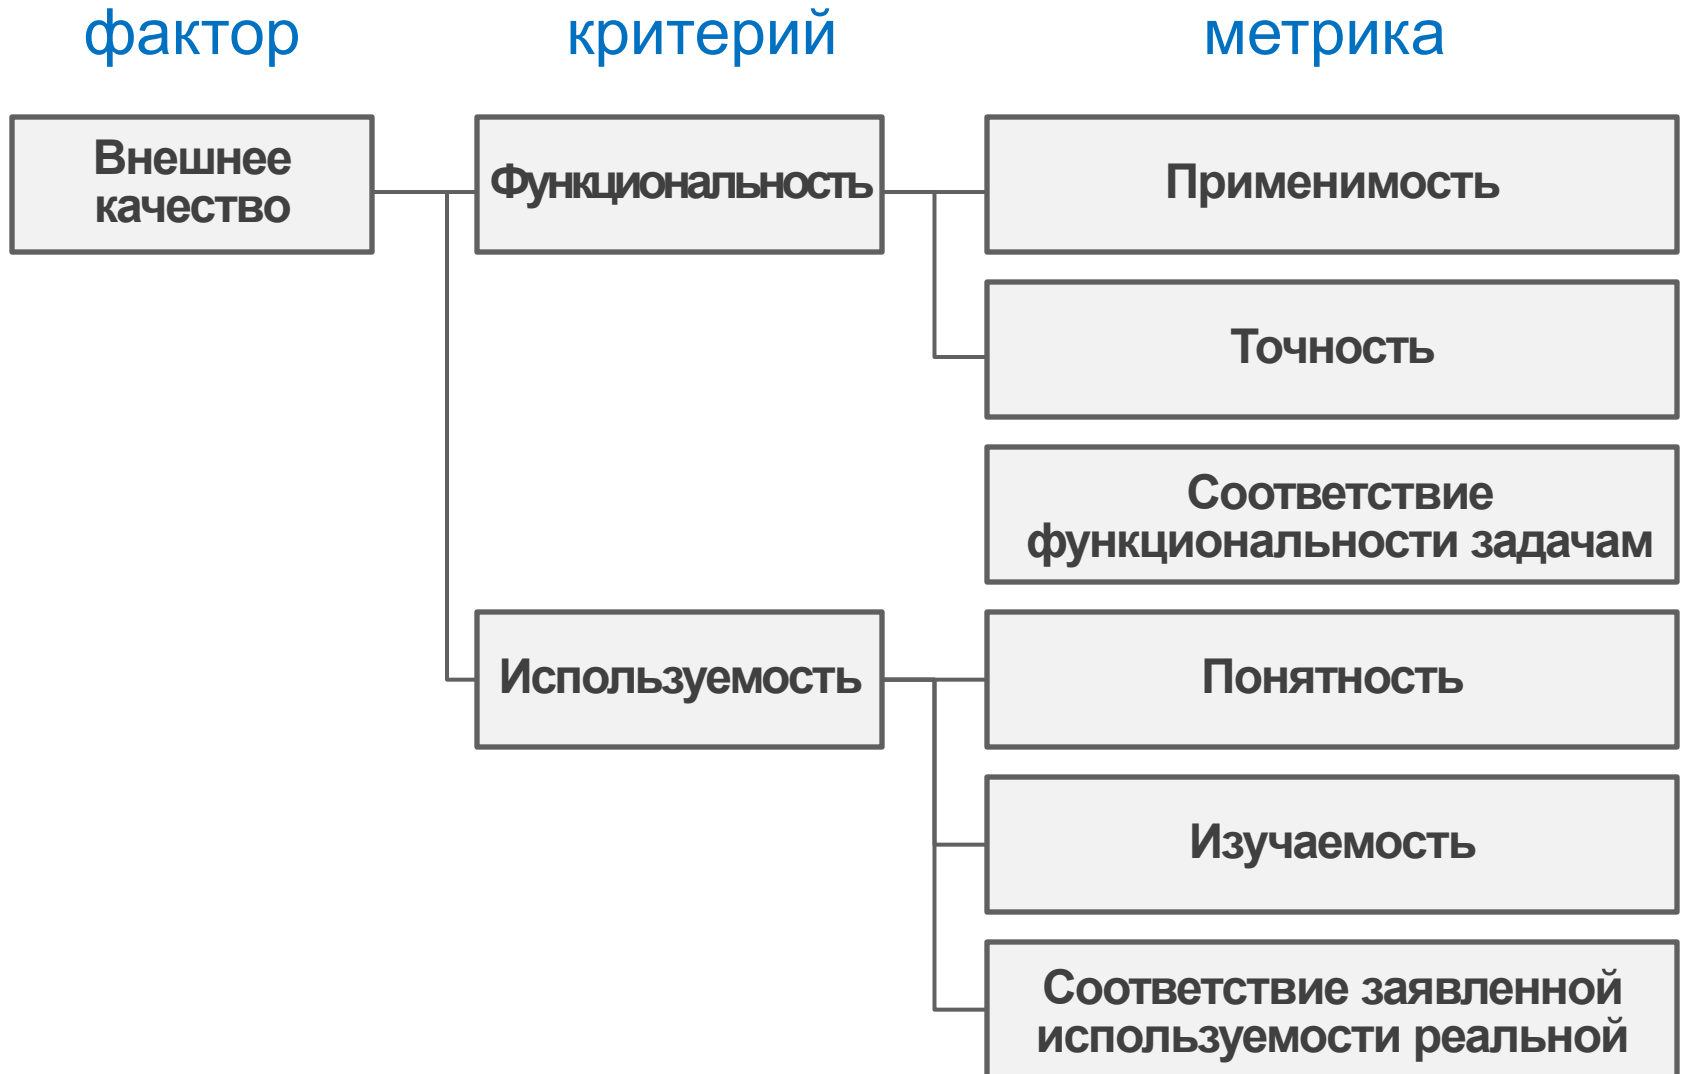 фактор
критерий
метрика
Внешнее
качество
Функциональность
Применимость
Точность
Соответствие
функциональности задачам
Используемость
Понятность
Изучаемость
Соответствие заявленной
используемости реальной